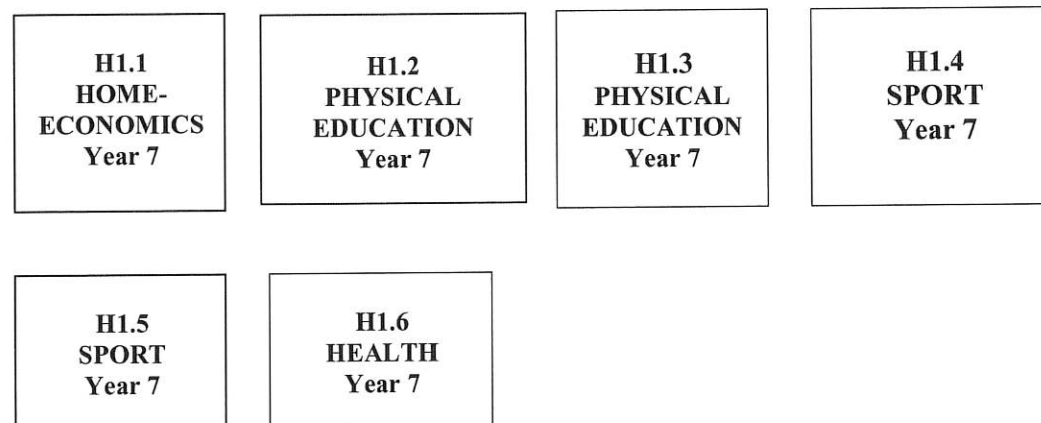 H1.1
HOME-
ECONOMICS
Year 7
H1.2
PHYSICAL
EDUCATION
Year 7
H1.3
PHYSICAL
EDUCATION
Year 7
H1.4
SPORT
Year 7
H1.5
SPORT
Year 7
H1.6
HEALTH
Year 7